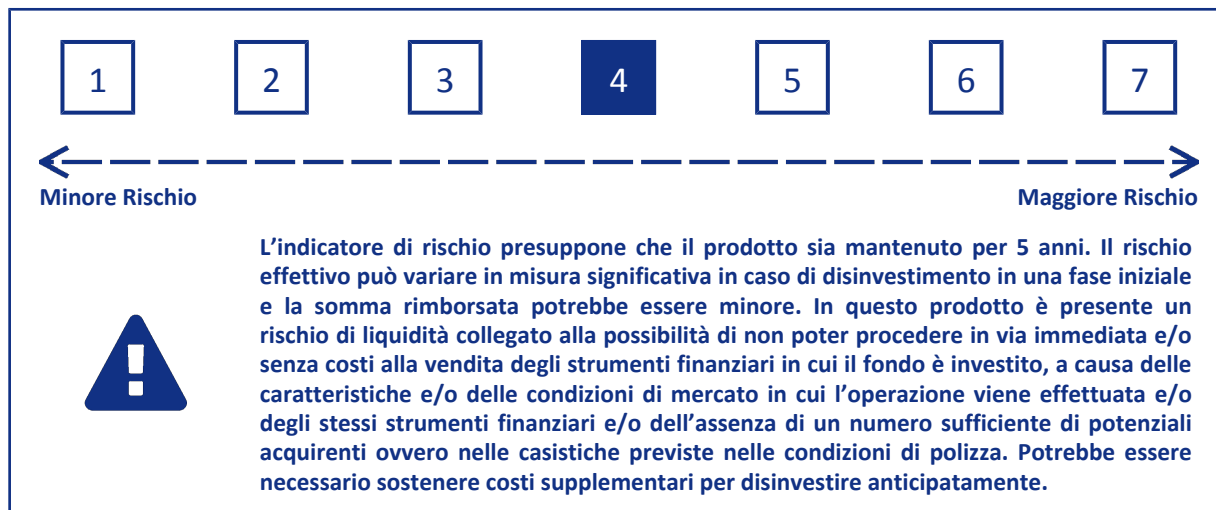 1 2 3 4 5 6 7
Minore Rischio Maggiore Rischio
L’indicatore di rischio presuppone che il prodotto sia mantenuto per 5 anni. Il rischio
effettivo può variare in misura significativa in caso di disinvestimento in una fase iniziale
e la somma rimborsata potrebbe essere minore. In questo prodotto è presente un
rischio di liquidità collegato alla possibilità di non poter procedere in via immediata e/o
senza costi alla vendita degli strumenti finanziari in cui il fondo è investito, a causa delle
caratteristiche e/o delle condizioni di mercato in cui l’operazione viene effettuata e/o
degli stessi strumenti finanziari e/o dell’assenza di un numero sufficiente di potenziali
acquirenti ovvero nelle casistiche previste nelle condizioni di polizza. Potrebbe essere
necessario sostenere costi supplementari per disinvestire anticipatamente.